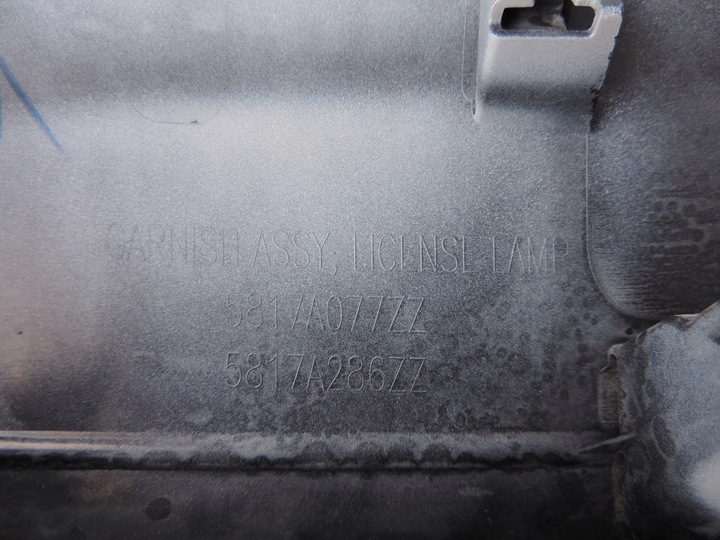 GARNISH ASSY, LICENSE LAMP
5817A077ZZ
5817A286ZZ